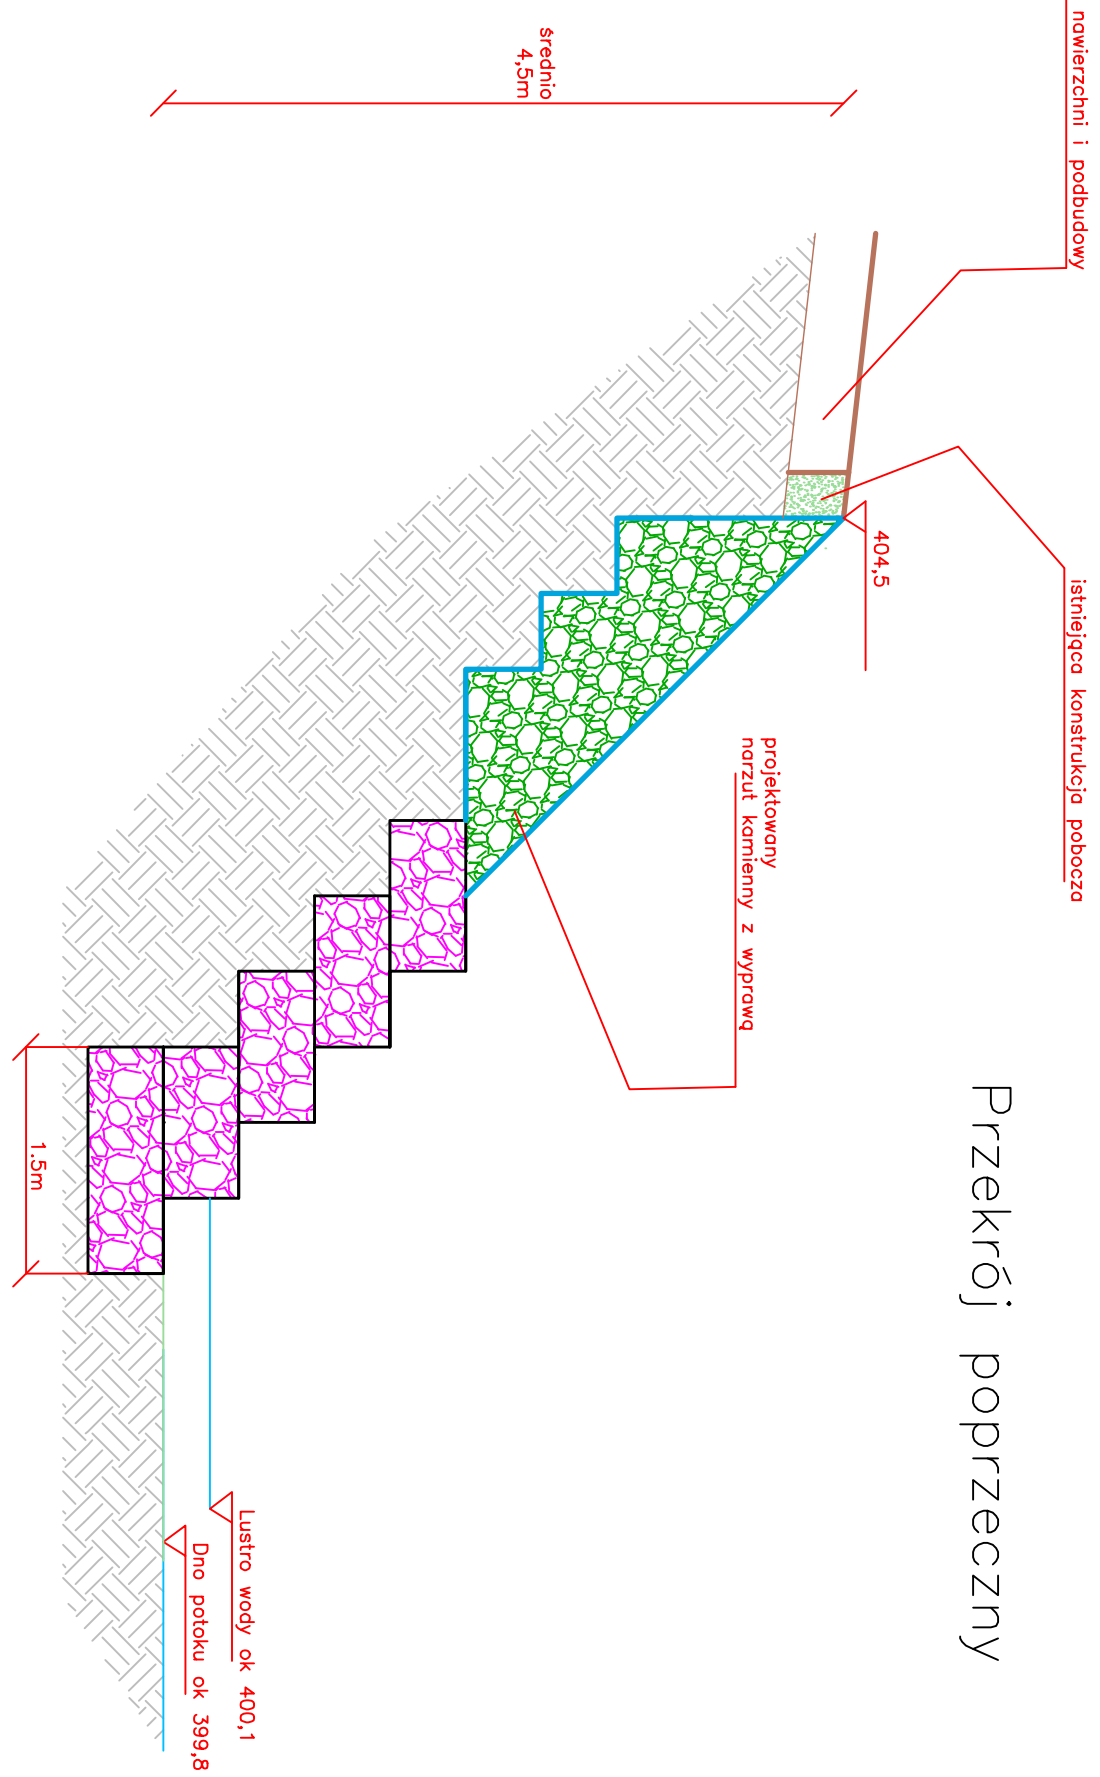 nawierzchni i podbudowy
istniejąca konstrukcja pobocza
404,5
średnio
4,5m
projektowany
narzut kamienny z wyprawą
Przekrój poprzeczny
1.5m
Lustro wody ok 400,1
Dno potoku ok 399,8